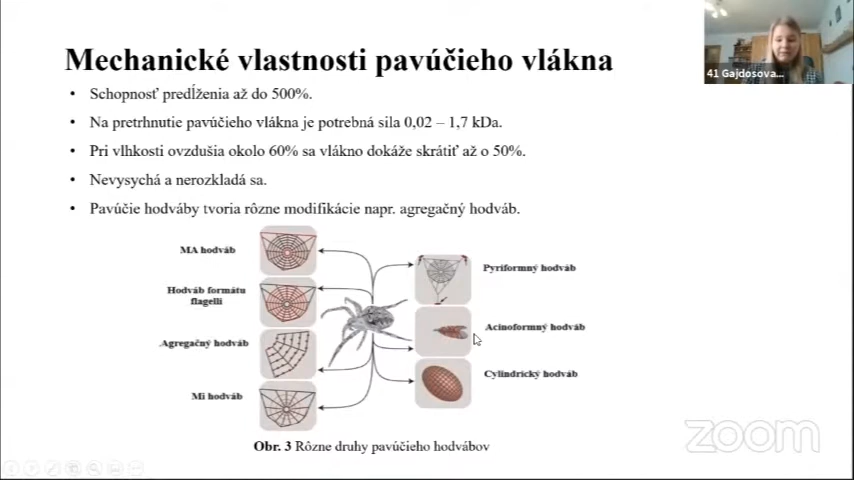 Mechanické vlastnosti pavúčieho vlákna
• Schopnosť predĺženia až do 500%.
• Na pretrhnutie pavúčieho vlákna je potrebná sila 0,02 – 1,7 kDa.
• Pri vlhkosti ovzdušia okolo 60% sa vlákno dokáže skrátiť až o 50%.
• Nevysychá a nerozkladá sa.
• Pavúčie hodváby tvoria rôzne modifikácie napr. agregačný hodváb.
MA hodváb
Hodváb formátu
flagelli
Agregačný hodváb
Mi hodváb
Pyriformný hodváb
Acinoformný hodváb
Cylindrický hodváb
Obr. 3 Rôzne druhy pavúčieho hodvábov
41 Gajdosova...
zoom